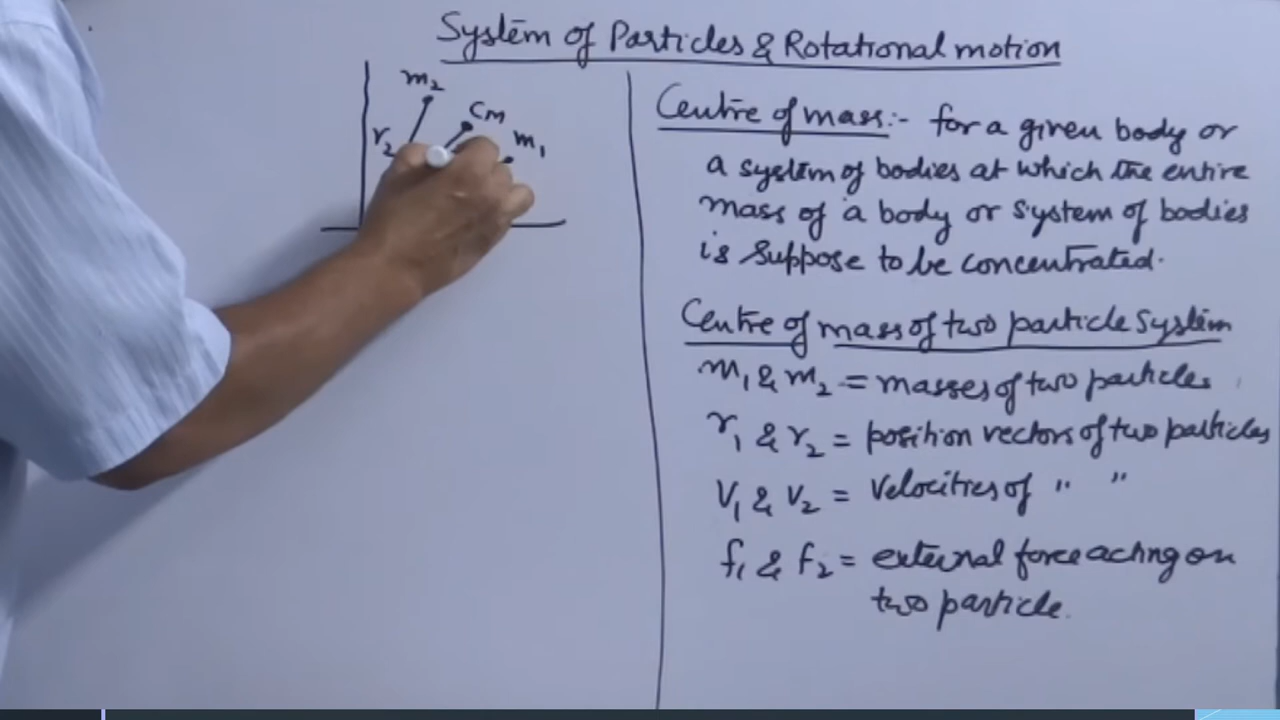 System of Particles & Rotational motion
m₂
CM
r₂
m₁
Centre of mass:- for a given body or
a system of bodies at which the entire
mass of a body or system of bodies
is suppose to be concentrated.
Centre of mass of two particle system
m₁ & m₂ = masses of two particles
r₁ & r₂ = position vectors of two particles
V₁ & V₂ = Velocities of " "
f₁ & f₂ = external force acting on
two particle.